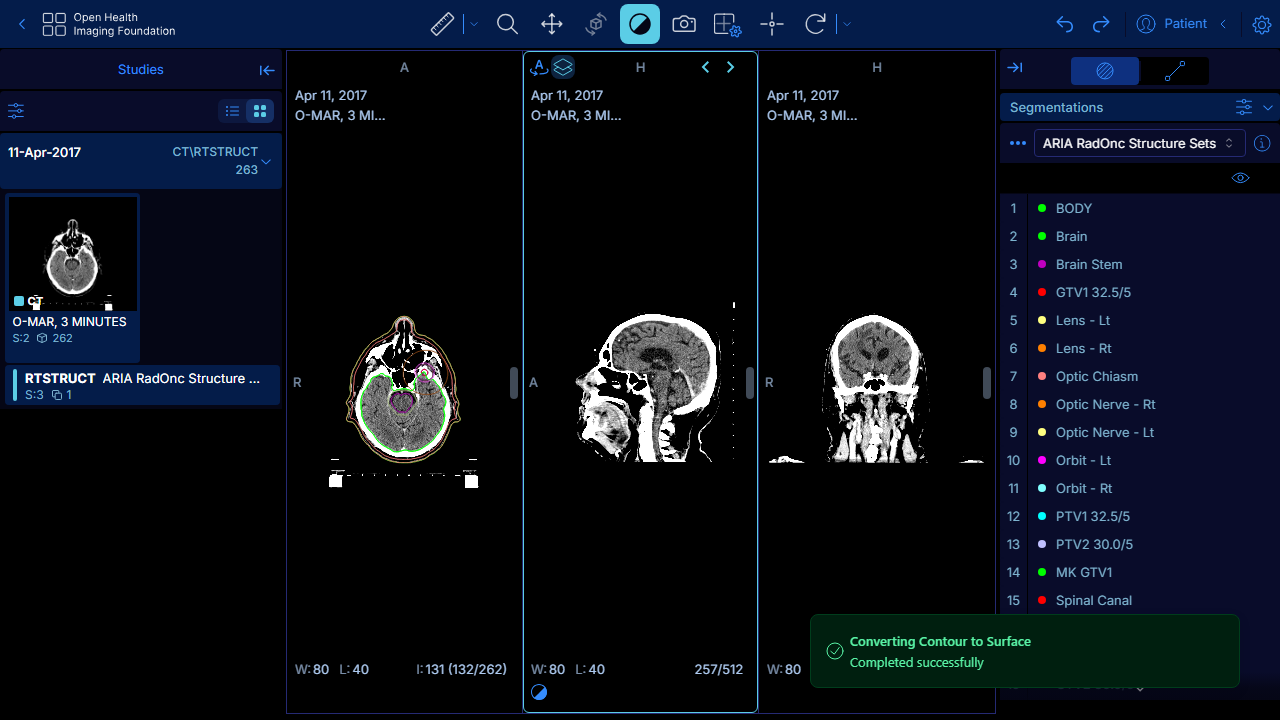 Open Health
Imaging Foundation
Patient
Studies
11-Apr-2017
CT\RTSTRUCT
263
CT
O-MAR, 3 MINUTES
S:2 262
RTSTRUCT ARIA RadOnc Structure ...
S:3 1
A
Apr 11, 2017
O-MAR, 3 MI...
R
W: 80 L: 40 I: 131 (132/262)
A
H
Apr 11, 2017
O-MAR, 3 MI...
A
W: 80 L: 40 257/512
H
Apr 11, 2017
O-MAR, 3 MI...
R
W: 80
Segmentations
ARIA RadOnc Structure Sets
1 BODY
2 Brain
3 Brain Stem
4 GTV1 32.5/5
5 Lens - Lt
6 Lens - Rt
7 Optic Chiasm
8 Optic Nerve - Rt
9 Optic Nerve - Lt
10 Orbit - Lt
11 Orbit - Rt
12 PTV1 32.5/5
13 PTV2 30.0/5
14 MK GTV1
15 Spinal Canal
Converting Contour to Surface
Completed successfully